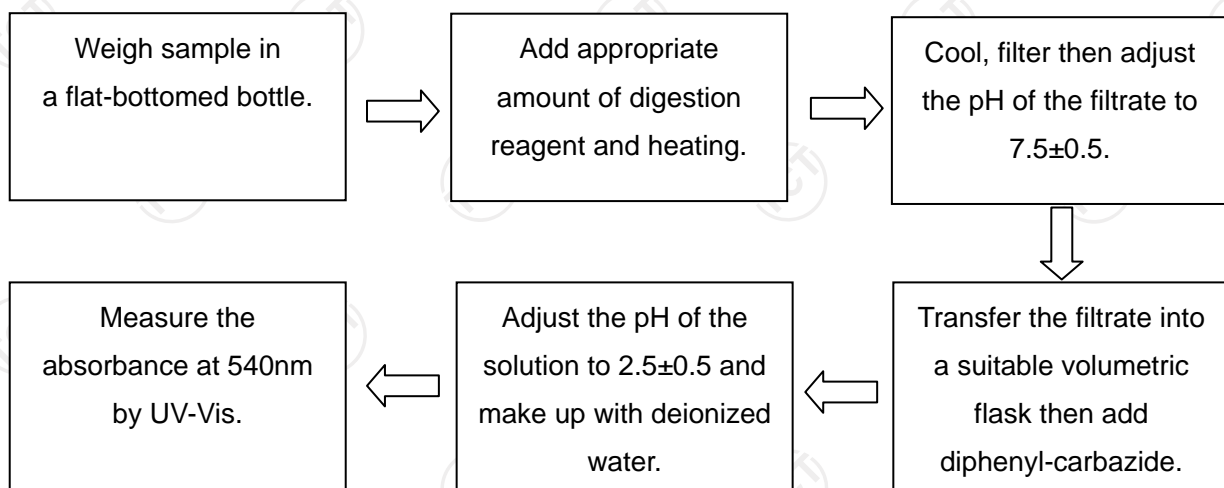 Weigh sample in
a flat-bottomed bottle.
Add appropriate
amount of digestion
reagent and heating.
Cool, filter then adjust
the pH of the filtrate to
7.5±0.5.
Transfer the filtrate into
a suitable volumetric
flask then add
diphenyl-carbazide.
Adjust the pH of the
solution to 2.5±0.5 and
make up with deionized
water.
Measure the
absorbance at 540nm
by UV-Vis.